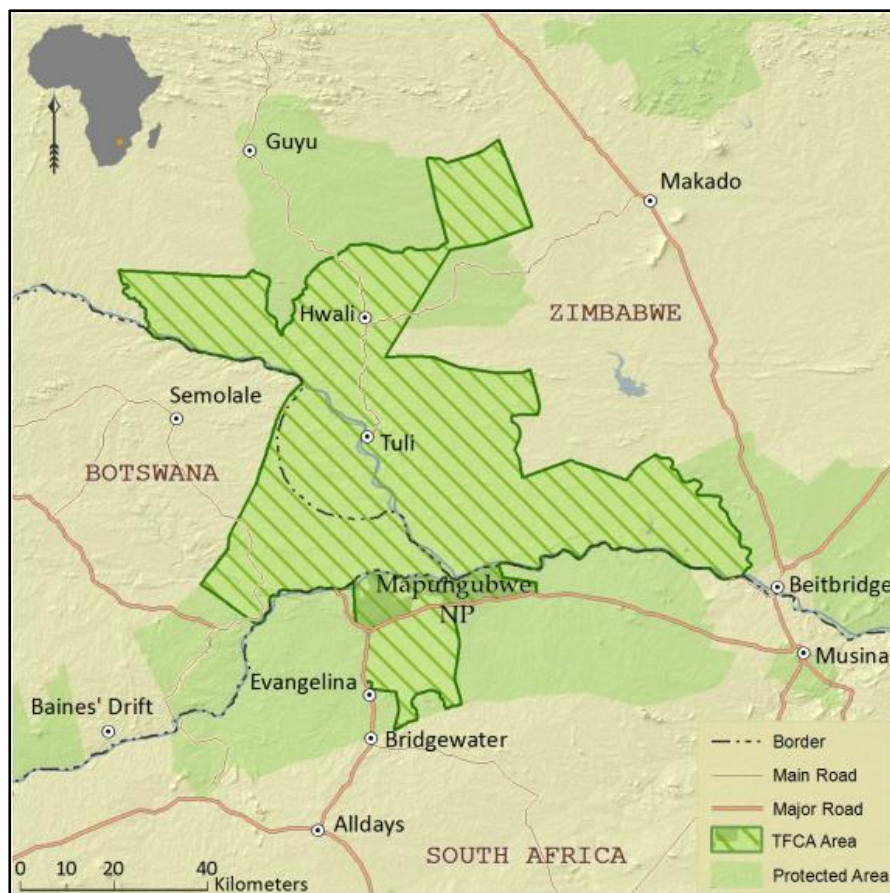 Guyu
Makado
ZIMBABWE
Hwali
Semolale
Tuli
BOTSWANA
Mapungubwe
NP
Beitbridge
Musina
Evangelina
Baines' Drift
Bridgewater
Alldays
SOUTH AFRICA
Border
Main Road
Major Road
TFCA Area
Protected Area
0 10 20 40
Kilometers